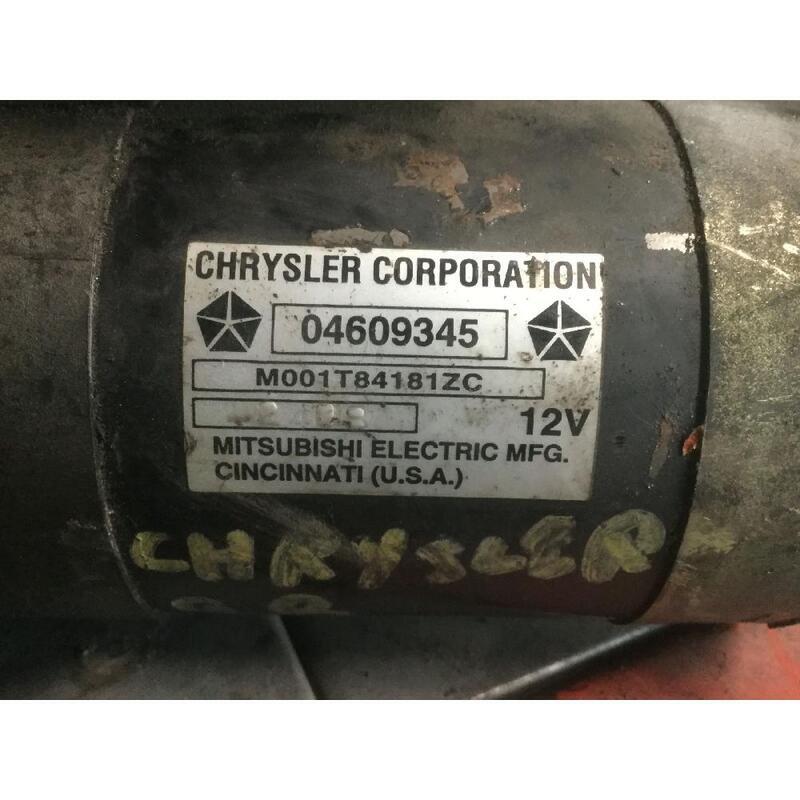 CHRYSLER CORPORATION
04609345
M001T84181ZC
12V
MITSUBISHI ELECTRIC MFG.
CINCINNATI (U.S.A.)
CHRYSLER